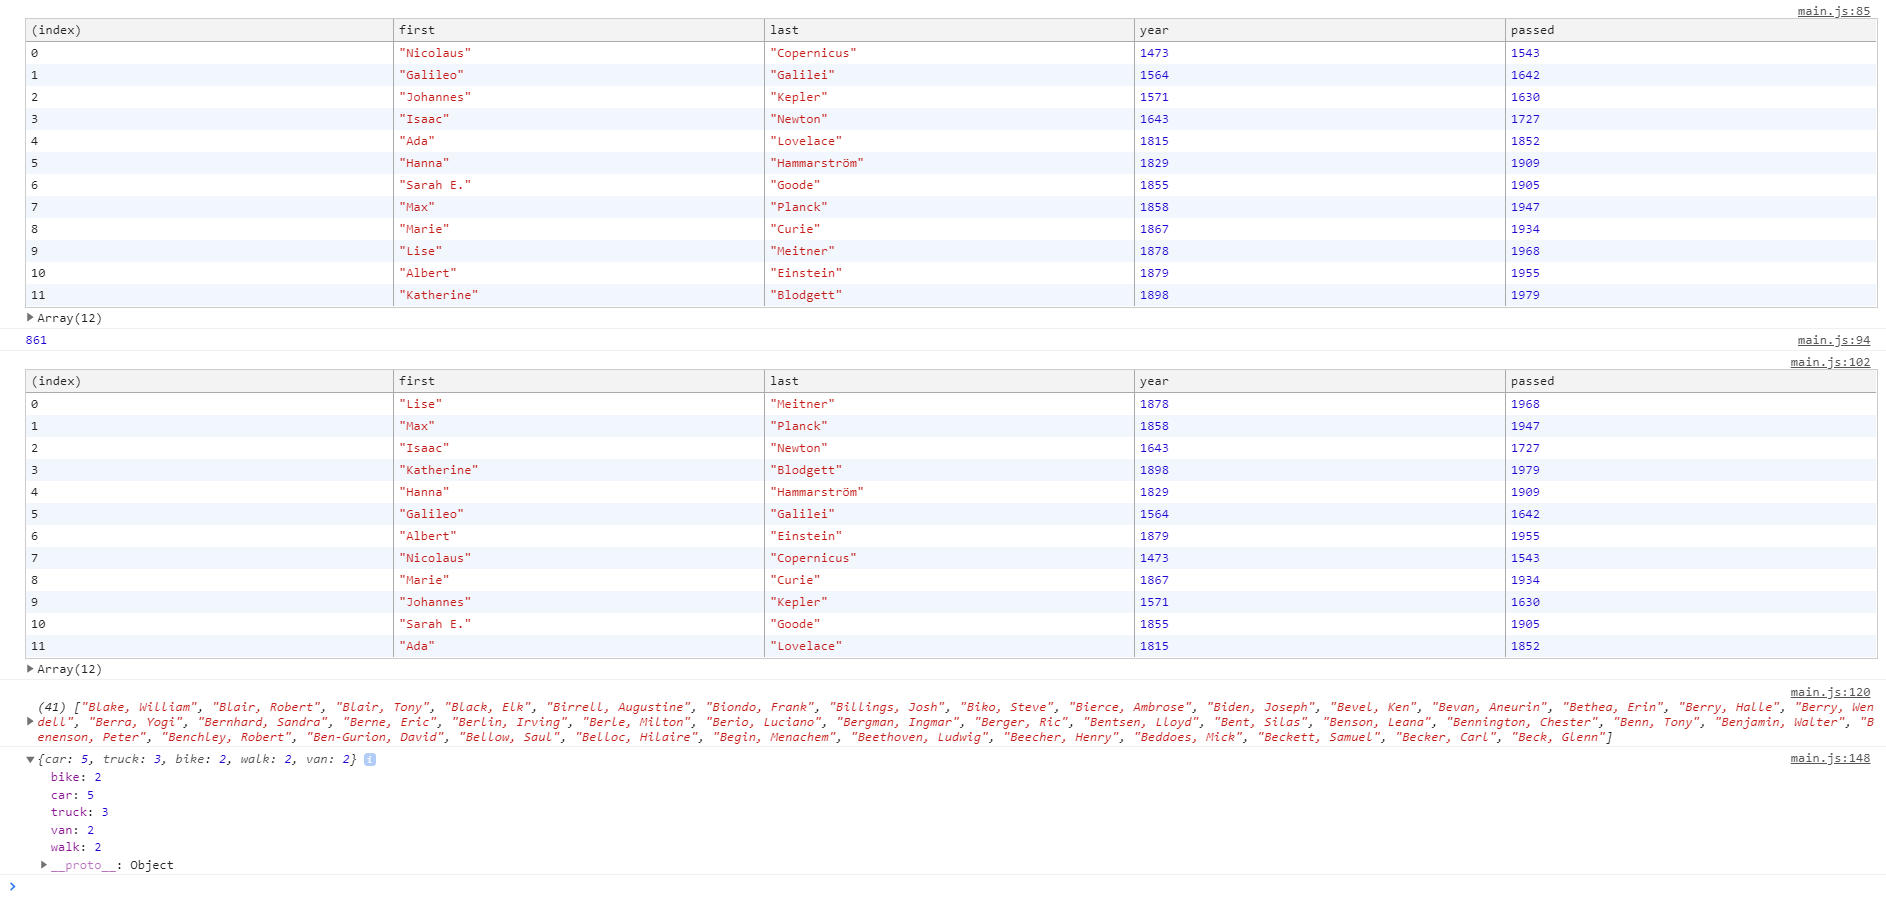 main.js:85
(index) first last year passed
0 "Nicolaus" "Copernicus" 1473 1543
1 "Galileo" "Galilei" 1564 1642
2 "Johannes" "Kepler" 1571 1630
3 "Isaac" "Newton" 1643 1727
4 "Ada" "Lovelace" 1815 1852
5 "Hanna" "Hammarström" 1829 1909
6 "Sarah E." "Goode" 1855 1905
7 "Max" "Planck" 1858 1947
8 "Marie" "Curie" 1867 1934
9 "Lise" "Meitner" 1878 1968
10 "Albert" "Einstein" 1879 1955
11 "Katherine" "Blodgett" 1898 1979
Array(12)
861 main.js:94
main.js:102
(index) first last year passed
0 "Lise" "Meitner" 1878 1968
1 "Max" "Planck" 1858 1947
2 "Isaac" "Newton" 1643 1727
3 "Katherine" "Blodgett" 1898 1979
4 "Hanna" "Hammarström" 1829 1909
5 "Galileo" "Galilei" 1564 1642
6 "Albert" "Einstein" 1879 1955
7 "Nicolaus" "Copernicus" 1473 1543
8 "Marie" "Curie" 1867 1934
9 "Johannes" "Kepler" 1571 1630
10 "Sarah E." "Goode" 1855 1905
11 "Ada" "Lovelace" 1815 1852
Array(12)
main.js:120
(41) ["Blake, William", "Blair, Robert", "Blair, Tony", "Black, Elk", "Birrell, Augustine", "Biondo, Frank", "Billings, Josh", "Biko, Steve", "Bierce, Ambrose", "Biden, Joseph", "Bevel, Ken", "Bevan, Aneurin", "Bethea, Erin", "Berry, Halle", "Berry, Wen
dell", "Berra, Yogi", "Bernhard, Sandra", "Berne, Eric", "Berlin, Irving", "Berle, Milton", "Berio, Luciano", "Bergman, Ingmar", "Berger, Ric", "Bentsen, Lloyd", "Bent, Silas", "Benson, Leana", "Bennington, Chester", "Benn, Tony", "Benjamin, Walter", "B
enenson, Peter", "Benchley, Robert", "Ben-Gurion, David", "Bellow, Saul", "Belloc, Hilaire", "Begin, Menachem", "Beethoven, Ludwig", "Beecher, Henry", "Beddoes, Mick", "Beckett, Samuel", "Becker, Carl", "Beck, Glenn"]
{car: 5, truck: 3, bike: 2, walk: 2, van: 2} i main.js:148
bike: 2
car: 5
truck: 3
van: 2
walk: 2
__proto__: Object